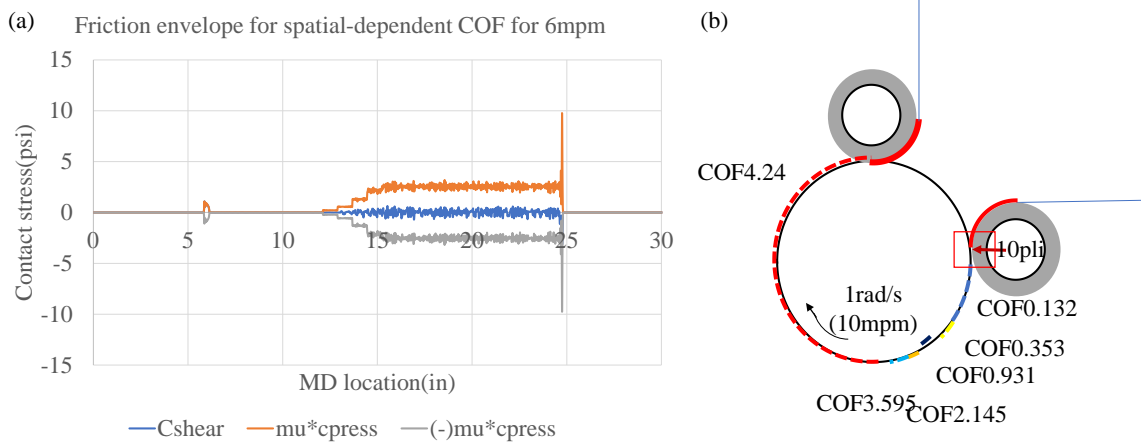 (a)
Friction envelope for spatial-dependent COF for 6mpm
15
10
5
0
-5
-10
-15
0 5 10 15 20 25 30
Contact stress(psi)
MD location(in)
Cshear mu*cpress (-)mu*cpress
(b)
COF4.24
10pli
1rad/s
(10mpm)
COF0.132
COF0.353
COF0.931
COF3.595
COF2.145